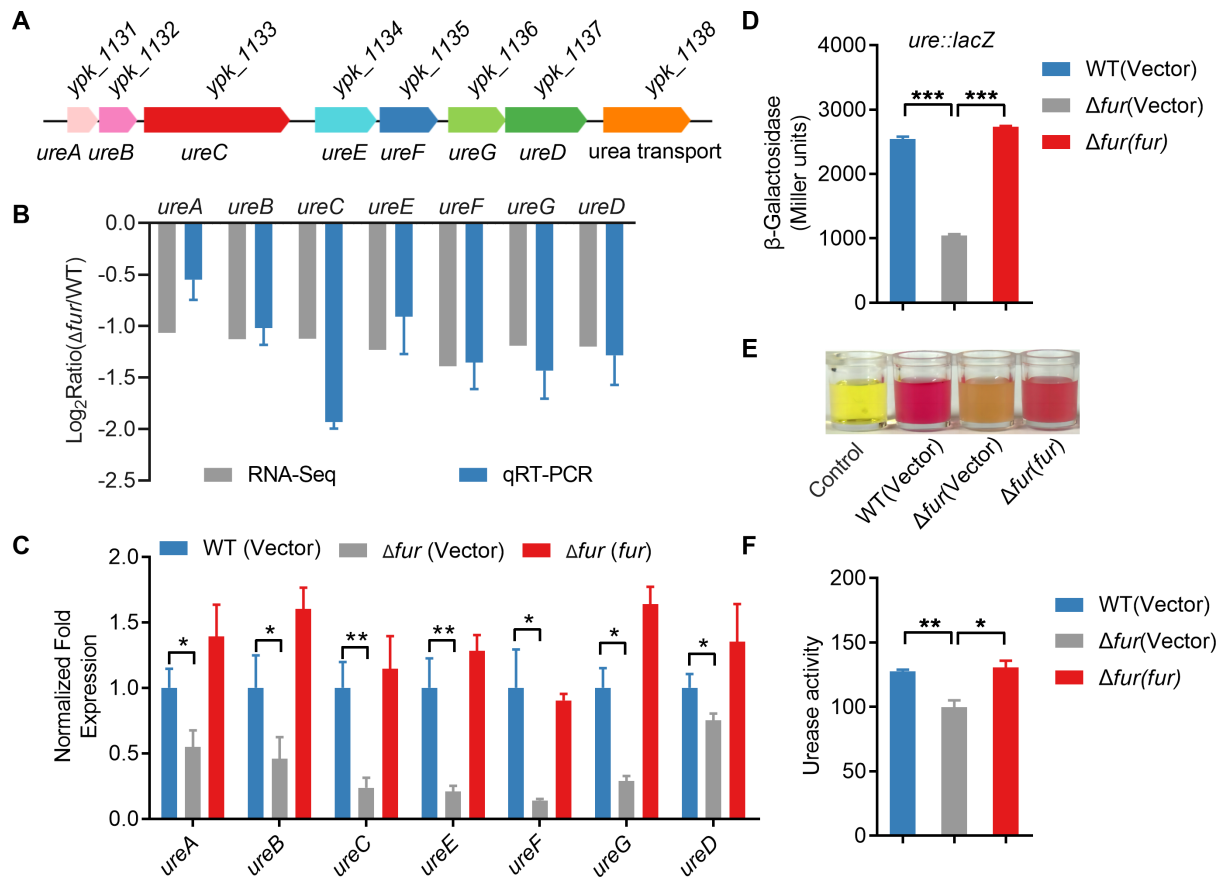 A
ypk_1131
ypk_1132
ypk_1133
ypk_1134
ypk_1135
ypk_1136
ypk_1137
ypk_1138
ureA ureB ureC ureE ureF ureG ureD urea transport
B
ureA ureB ureC ureE ureF ureG ureD
0.0
-0.5
-1.0
-1.5
-2.0
-2.5
Log2Ratio(Δfur/WT)
RNA-Seq qRT-PCR
C
WT (Vector) Δfur (Vector) Δfur (fur)
2.0
1.5
1.0
0.5
0.0
Normalized Fold
Expression
* * ** ** * * *
ureA ureB ureC ureE ureF ureG ureD
D
ure::lacZ
4000
3000
2000
1000
0
β-Galactosidase
(Miller units)
*** ***
WT(Vector)
Δfur(Vector)
Δfur(fur)
E
Control
WT(Vector)
Δfur(Vector)
Δfur(fur)
F
200
150
100
50
0
Urease activity
** *
WT(Vector)
Δfur(Vector)
Δfur(fur)